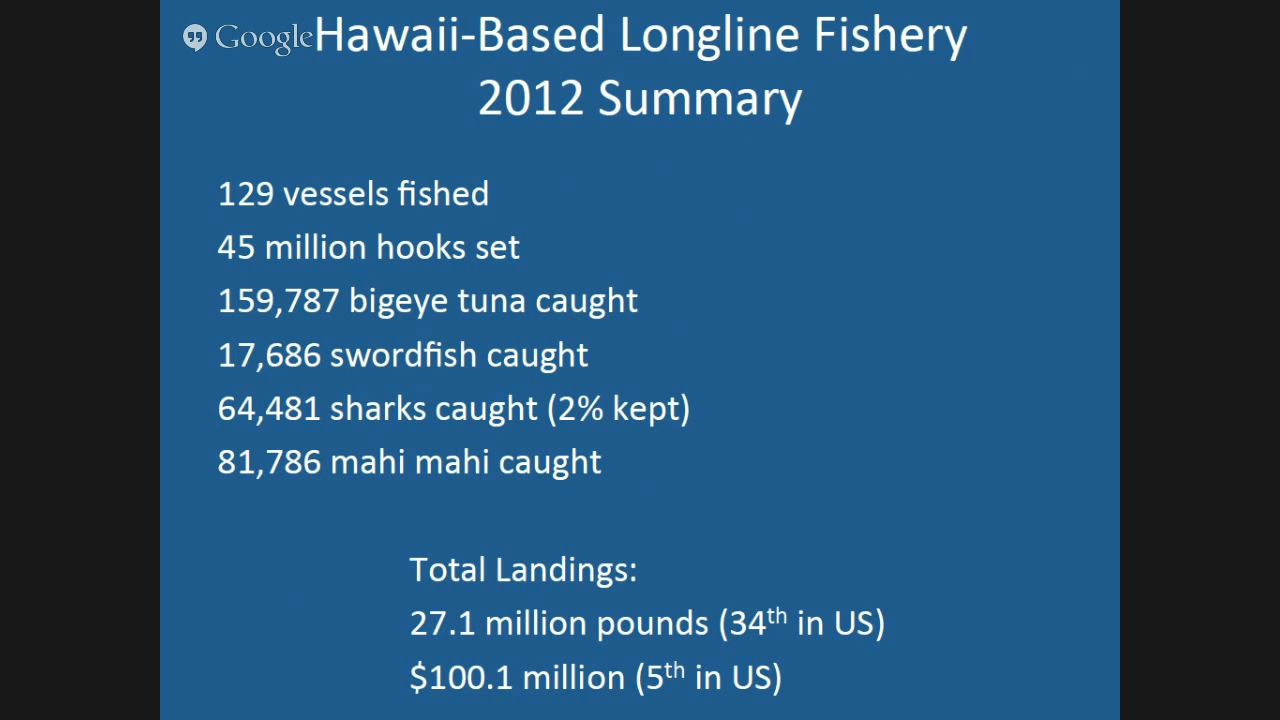 Google
Hawaii-Based Longline Fishery
2012 Summary
129 vessels fished
45 million hooks set
159,787 bigeye tuna caught
17,686 swordfish caught
64,481 sharks caught (2% kept)
81,786 mahi mahi caught
Total Landings:
27.1 million pounds (34th in US)
$100.1 million (5th in US)